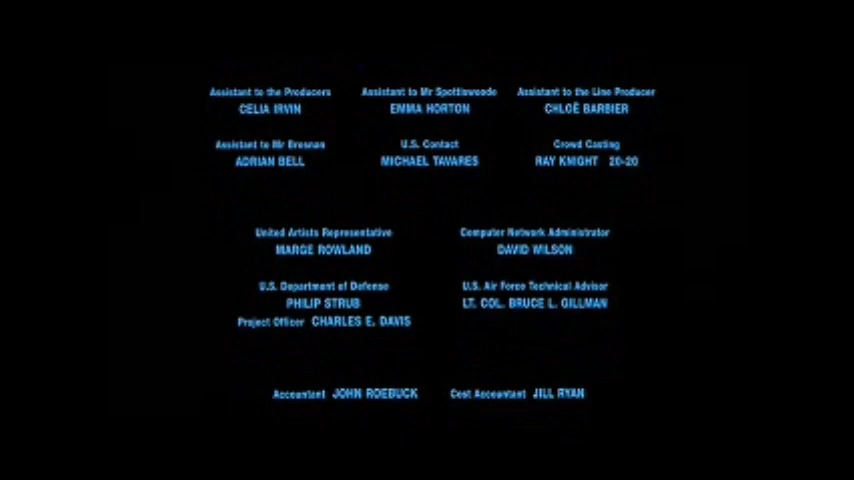 Assistant to the Producers Assistant to Mr Spottiswoode Assistant to the Line Producer
CELIA IRVIN EMMA HORTON CHLOË BARBIER
Assistant to Mr Brosnan U.S. Contact Crowd Casting
ADRIAN BELL MICHAEL TAVARES RAY KNIGHT 20-20
United Artists Representative Computer Network Administrator
MARGE ROWLAND DAVID WILSON
U.S. Department of Defense U.S. Air Force Technical Advisor
PHILIP STRUB LT. COL. BRUCE L. GILLMAN
Project Officer CHARLES E. DAVIS
Accountant JOHN ROEBUCK Cost Accountant JILL RYAN